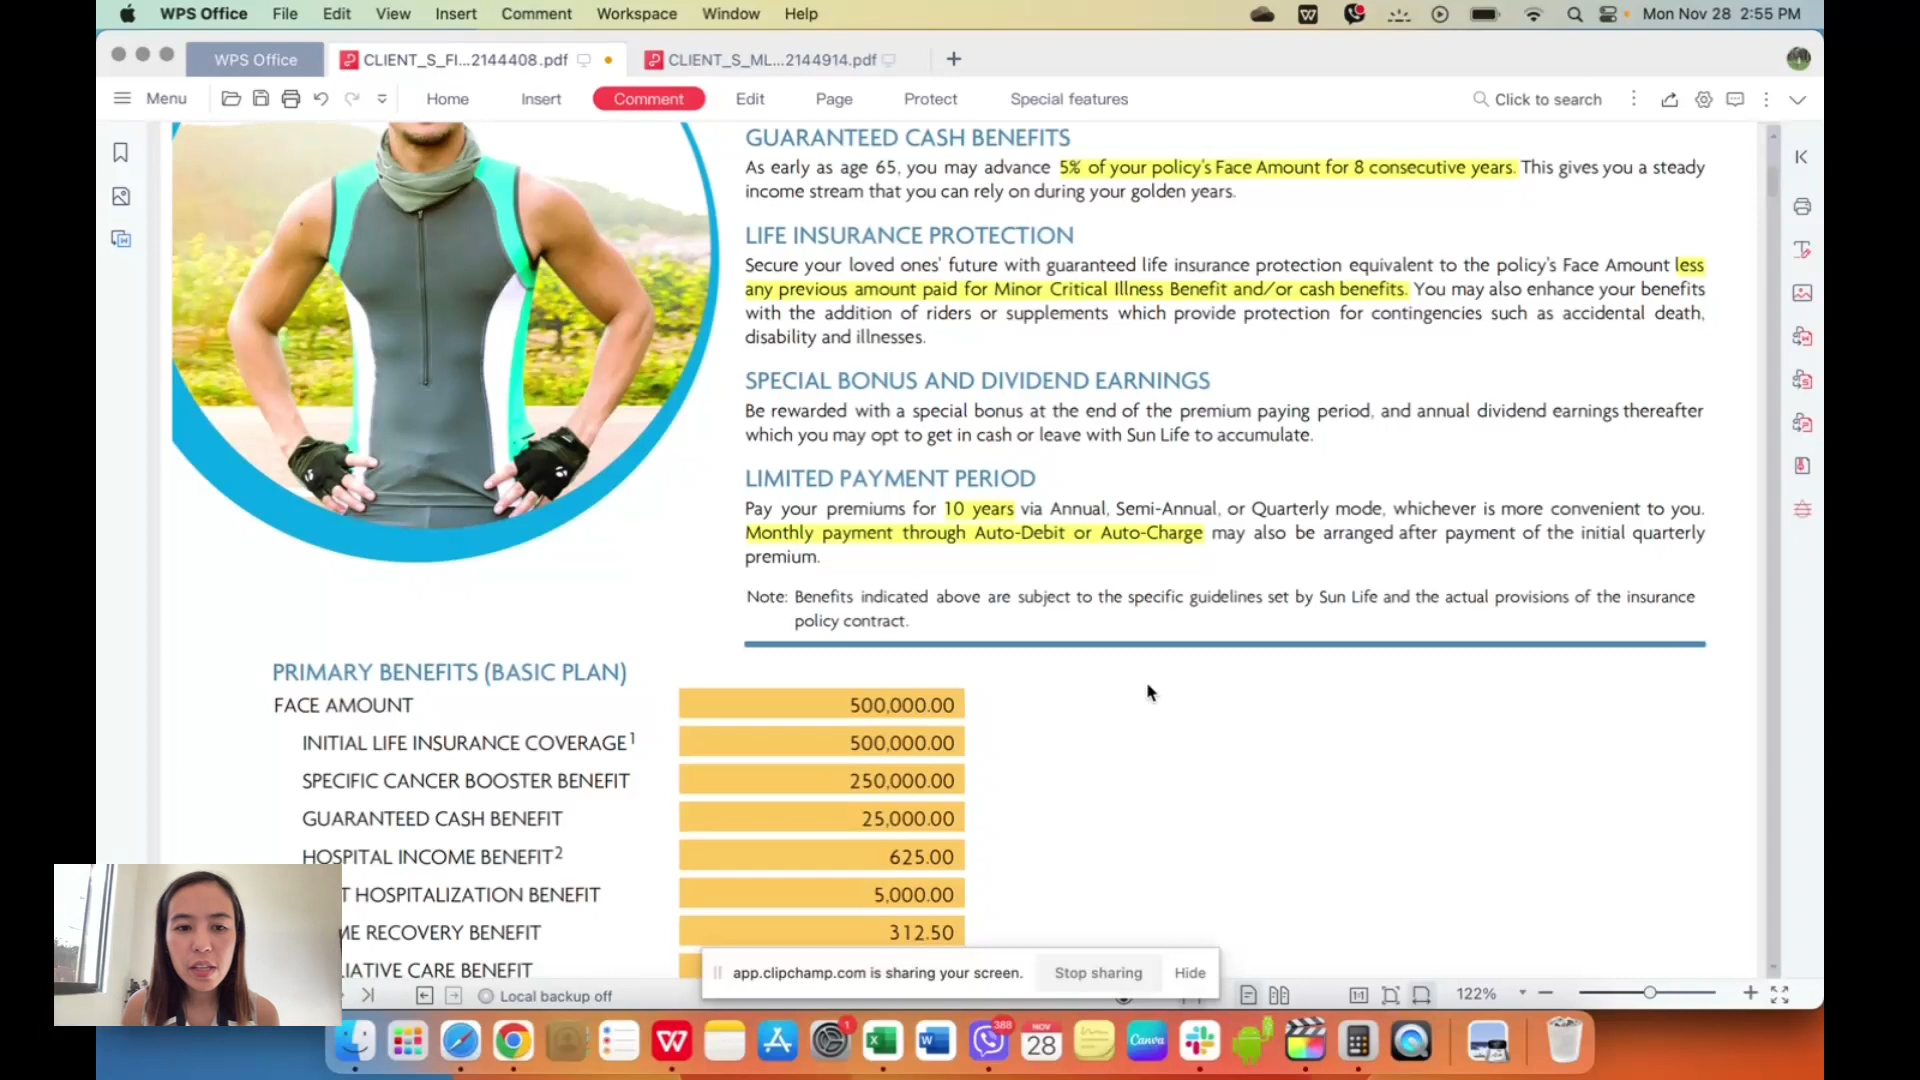 WPS Office File Edit View Insert Comment Workspace Window Help Mon Nov 28 2:55 PM
WPS Office CLIENT_S_FI...2144408.pdf CLIENT_S_ML...2144914.pdf
Menu Home Insert Comment Edit Page Protect Special features Click to search
GUARANTEED CASH BENEFITS
As early as age 65, you may advance 5% of your policy's Face Amount for 8 consecutive years. This gives you a steady
income stream that you can rely on during your golden years.
LIFE INSURANCE PROTECTION
Secure your loved ones' future with guaranteed life insurance protection equivalent to the policy's Face Amount less
any previous amount paid for Minor Critical Illness Benefit and/or cash benefits. You may also enhance your benefits
with the addition of riders or supplements which provide protection for contingencies such as accidental death,
disability and illnesses.
SPECIAL BONUS AND DIVIDEND EARNINGS
Be rewarded with a special bonus at the end of the premium paying period, and annual dividend earnings thereafter
which you may opt to get in cash or leave with Sun Life to accumulate.
LIMITED PAYMENT PERIOD
Pay your premiums for 10 years via Annual, Semi-Annual, or Quarterly mode, whichever is more convenient to you.
Monthly payment through Auto-Debit or Auto-Charge may also be arranged after payment of the initial quarterly
premium.
Note: Benefits indicated above are subject to the specific guidelines set by Sun Life and the actual provisions of the insurance
policy contract.
PRIMARY BENEFITS (BASIC PLAN)
FACE AMOUNT 500,000.00
INITIAL LIFE INSURANCE COVERAGE1 500,000.00
SPECIFIC CANCER BOOSTER BENEFIT 250,000.00
GUARANTEED CASH BENEFIT 25,000.00
HOSPITAL INCOME BENEFIT2 625.00
T HOSPITALIZATION BENEFIT 5,000.00
ME RECOVERY BENEFIT 312.50
LIATIVE CARE BENEFIT
app.clipchamp.com is sharing your screen. Stop sharing Hide
Local backup off 122%
1 388 NOV
28 Canva